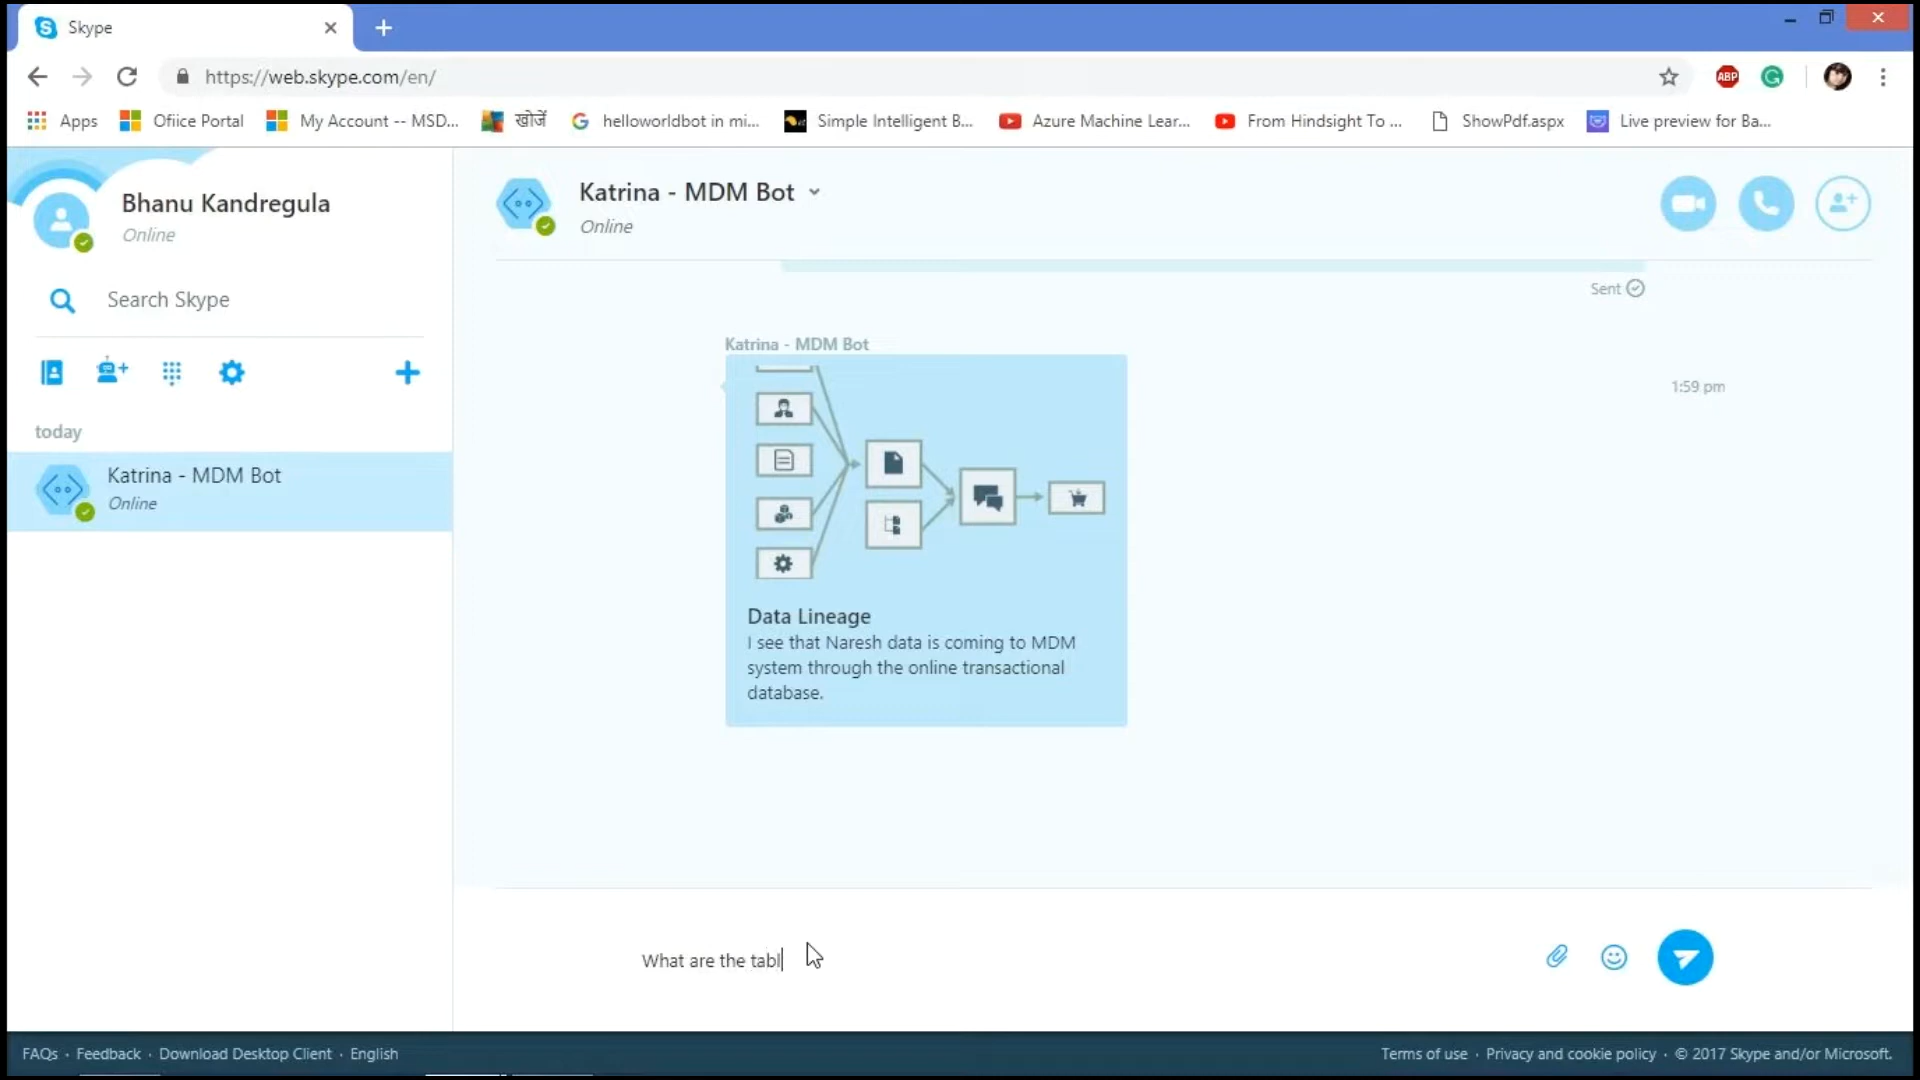 Skype
https://web.skype.com/en/
ABP
Apps
Ofiice Portal
My Account -- MSD...
खोजें
helloworldbot in mi...
Simple Intelligent B...
Azure Machine Lear...
From Hindsight To ...
ShowPdf.aspx
Live preview for Ba...
Bhanu Kandregula
Online
Search Skype
today
Katrina - MDM Bot
Online
Katrina - MDM Bot
Online
Sent
Katrina - MDM Bot
1:59 pm
Data Lineage
I see that Naresh data is coming to MDM
system through the online transactional
database.
What are the tabl
FAQs · Feedback · Download Desktop Client · English
Terms of use · Privacy and cookie policy · © 2017 Skype and/or Microsoft.